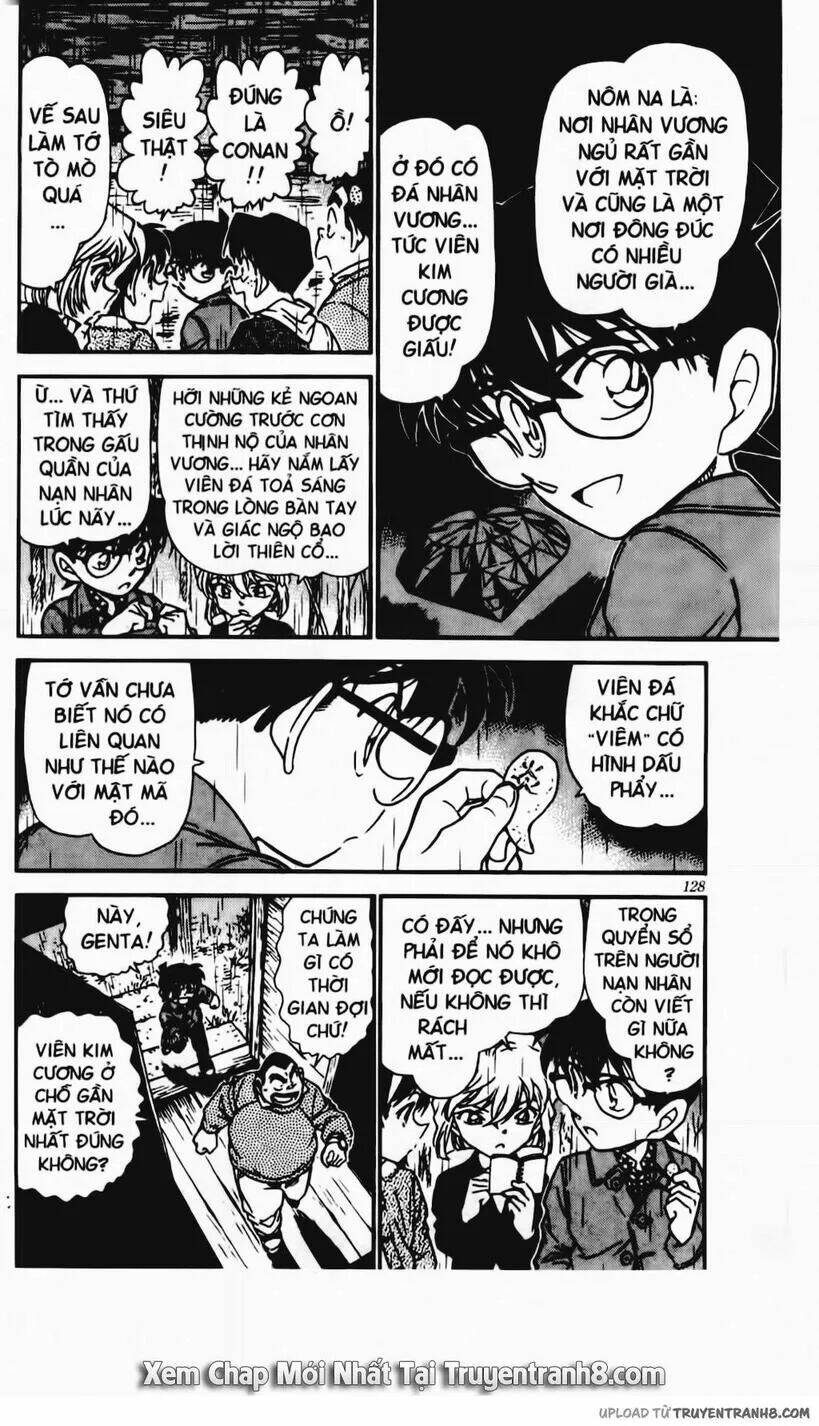 NÔM NA LÀ:
NƠI NHÂN VƯƠNG
NGỦ RẤT GẦN
VỚI MẶT TRỜI
VÀ CŨNG LÀ MỘT
NƠI ĐÔNG ĐÚC
CÓ NHIỀU
NGƯỜI GIÀ...
Ở ĐÓ CÓ
ĐÁ NHÂN
VƯƠNG...
TỨC VIÊN
KIM
CƯƠNG
ĐƯỢC
GIẤU!
Ồ!
ĐÚNG
LÀ
CONAN
!!
SIÊU
THẬT
!
VẾ SAU
LÀM TỚ
TÒ MÒ
QUÁ
...
HỠI NHỮNG KẺ NGOAN
CƯỜNG TRƯỚC CƠN
THỊNH NỘ CỦA NHÂN
VƯƠNG... HÃY NẮM LẤY
VIÊN ĐÁ TOẢ SÁNG
TRONG LÒNG BÀN TAY
VÀ GIÁC NGỘ BAO
LỜI THIÊN CỔ...
Ừ... VÀ THỨ
TÌM THẤY
TRONG GẤU
QUẦN CỦA
NẠN NHÂN
LÚC NÃY...
VIÊN ĐÁ
KHẮC CHỮ
"VIÊM" CÓ
HÌNH DẤU
PHẨY...
TỚ VẪN CHƯA
BIẾT NÓ CÓ
LIÊN QUAN
NHƯ THẾ NÀO
VỚI MẬT MÃ
ĐÓ...
128
TRONG
QUYỂN SỔ
TRÊN NGƯỜI
NẠN NHÂN
CÒN VIẾT
GÌ NỮA
KHÔNG
?
CÓ ĐẤY... NHƯNG
PHẢI ĐỂ NÓ KHÔ
MỚI ĐỌC ĐƯỢC,
NẾU KHÔNG THÌ
RÁCH
MẤT...
CHÚNG
TA LÀM
GÌ CÓ
THỜI
GIAN ĐỢI
CHỨ!
NÀY,
GENTA!
VIÊN KIM
CƯƠNG Ở
CHỖ GẦN
MẶT TRỜI
NHẤT ĐÚNG
KHÔNG?
Xem Chap Mới Nhất Tại Truyentranh8.com
UPLOAD TỪ TRUYENTRANH8.COM